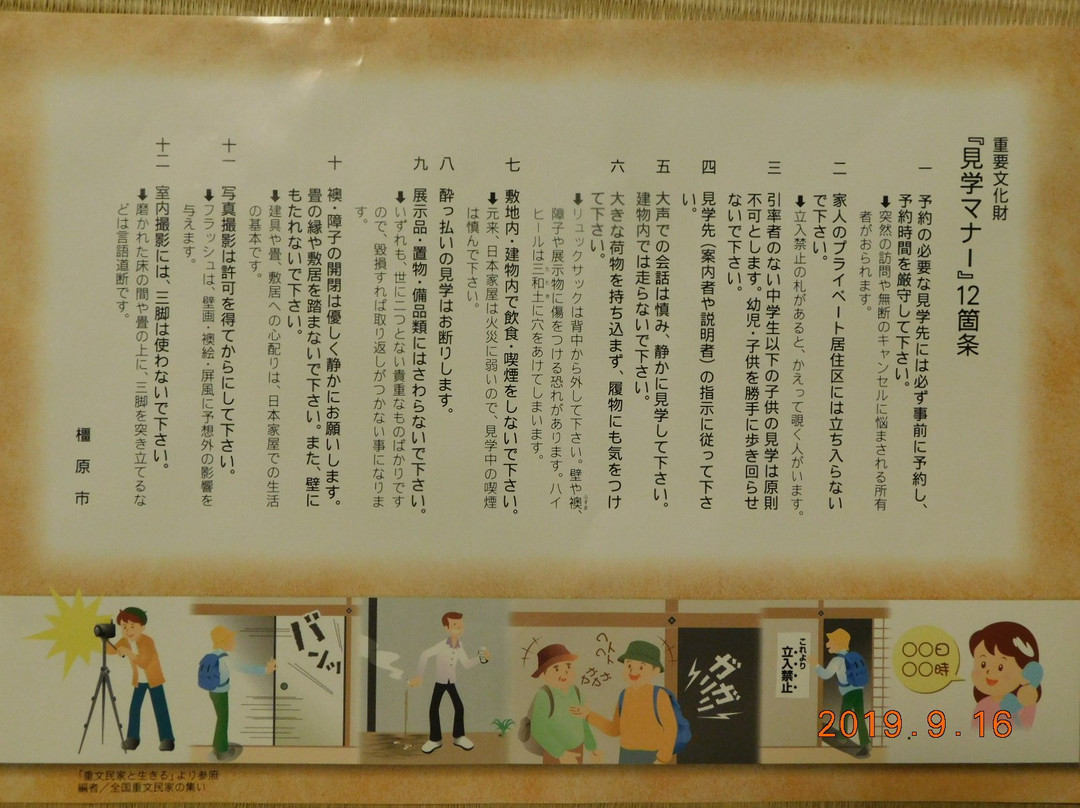 重要文化財
『見学マナー』12箇条
一 予約の必要な見学先には必ず事前に予約し、
予約時間を厳守して下さい。
➡突然の訪問や無断のキャンセルに悩まされる所有
者がおられます。
二 家人のプライベート居住区には立ち入らない
で下さい。
➡立入禁止の札があると、かえって覗く人がいます。
三 引率者のない中学生以下の子供の見学は原則
不可とします。幼児・子供を勝手に歩き回らせ
ないで下さい。
四 見学先（案内者や説明者）の指示に従って下さ
い。
五 大声での会話は慎み、静かに見学して下さい。
建物内では走らないで下さい。
六 大きな荷物を持ち込まず、履物にも気をつけ
て下さい。
➡リュックサックは背中から外して下さい。壁や襖、
障子や展示物に傷をつける恐れがあります。ハイ
ヒールは三和土に穴をあけてしまいます。
七 敷地内・建物内で飲食・喫煙をしないで下さい。
➡元来、日本家屋は火災に弱いので、見学中の喫煙
は慎んで下さい。
八 酔っ払いの見学はお断りします。
九 展示品・置物・備品類にはさわらないで下さい。
➡いずれも、世に二つとない貴重なものばかりです
ので、毀損すれば取り返しがつかない事になりま
す。
十 襖・障子の開閉は優しく静かにお願いします。
畳の縁や敷居を踏まないで下さい。また、壁に
もたれないで下さい。
➡建具や畳、敷居への心配りは、日本家屋での生活
の基本です。
十一 写真撮影は許可を得てからにして下さい。
➡フラッシュは、壁画・襖絵・屏風に予想外の影響を
与えます。
十二 室内撮影には、三脚は使わないで下さい。
➡磨かれた床の間や畳の上に、三脚を突き立てるな
どは言語道断です。
橿原市
〇〇日
〇〇時
これより
立入禁止
ガガガ
ガリリ
バンッ
2019.9.16
「重文民家と生きる」より参照
編者／全国重文民家の集い